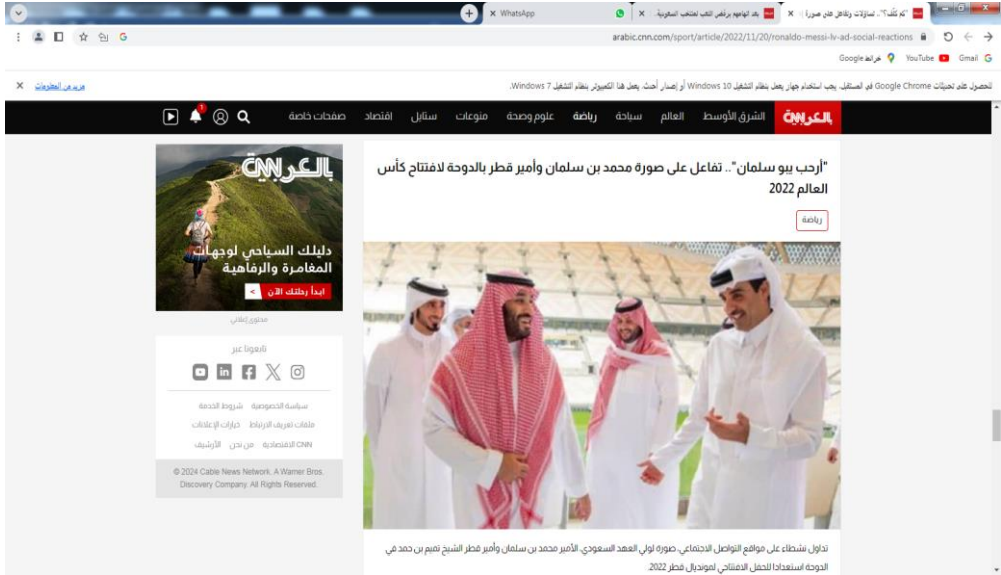 "كم كلّف؟".. تساؤلات وتفاعل على صورة
بعد اتهامهم برفض اللعب لمنتخب السعودية..
WhatsApp
arabic.cnn.com/sport/article/2022/11/20/ronaldo-messi-lv-ad-social-reactions
Gmail
YouTube
خرائط Google
للحصول على تحديثات Google Chrome في المستقبل، يجب استخدام جهاز يعمل بنظام التشغيل Windows 10 أو إصدار أحدث. يعمل هذا الكمبيوتر بنظام التشغيل Windows 7.
مزيد من المعلومات
CNN بالعربية
الشرق الأوسط
العالم
سياحة
رياضة
علوم وصحة
منوعات
ستايل
اقتصاد
صفحات خاصة
1
"أرحب يبو سلمان".. تفاعل على صورة محمد بن سلمان وأمير قطر بالدوحة لافتتاح كأس
العالم 2022
رياضة
تداول نشطاء على مواقع التواصل الاجتماعي، صورة لولي العهد السعودي، الأمير محمد بن سلمان وأمير قطر الشيخ تميم بن حمد في
الدوحة استعدادا للحفل الافتتاحي لمونديال قطر 2022.
CNN بالعربية
دليلك السياحي لوجهات
المغامرة والرفاهية
ابدأ رحلتك الآن >
محتوى إعلاني
تابعونا عبر
سياسة الخصوصية شروط الخدمة
ملفات تعريف الارتباط خيارات الإعلانات
CNN الاقتصادية من نحن الأرشيف
© 2024 Cable News Network. A Warner Bros.
Discovery Company. All Rights Reserved.